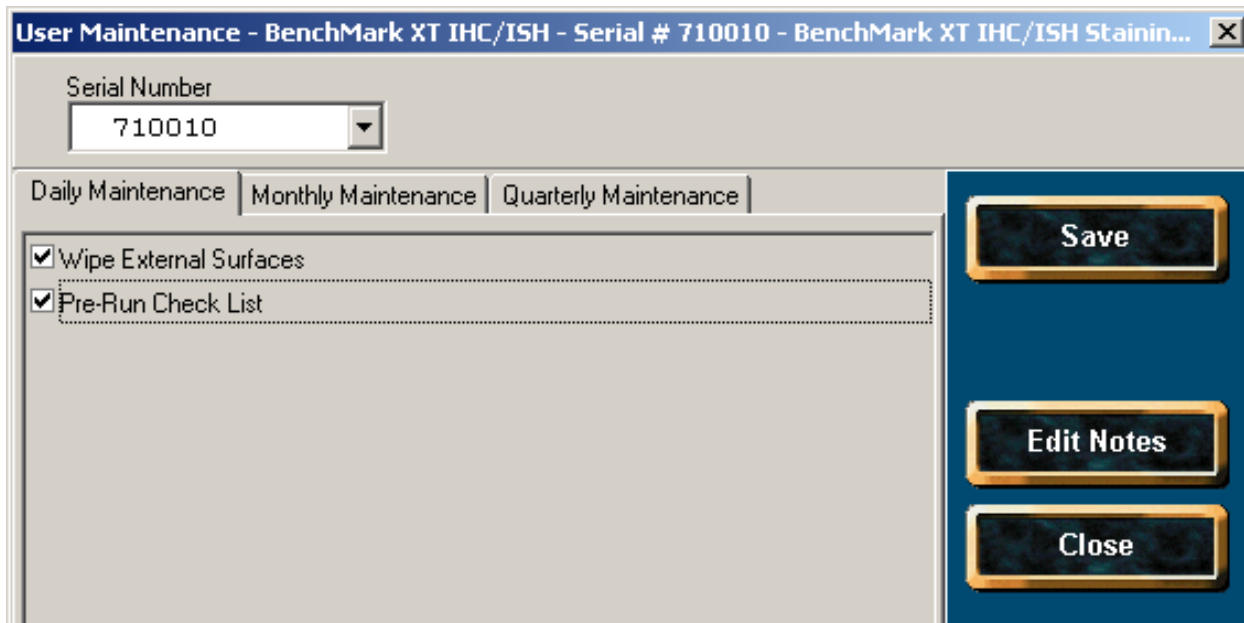 User Maintenance - BenchMark XT IHC/ISH - Serial # 710010 - BenchMark XT IHC/ISH Stainin...
Serial Number
710010
Daily Maintenance
Monthly Maintenance
Quarterly Maintenance
Wipe External Surfaces
Pre-Run Check List
Save
Edit Notes
Close